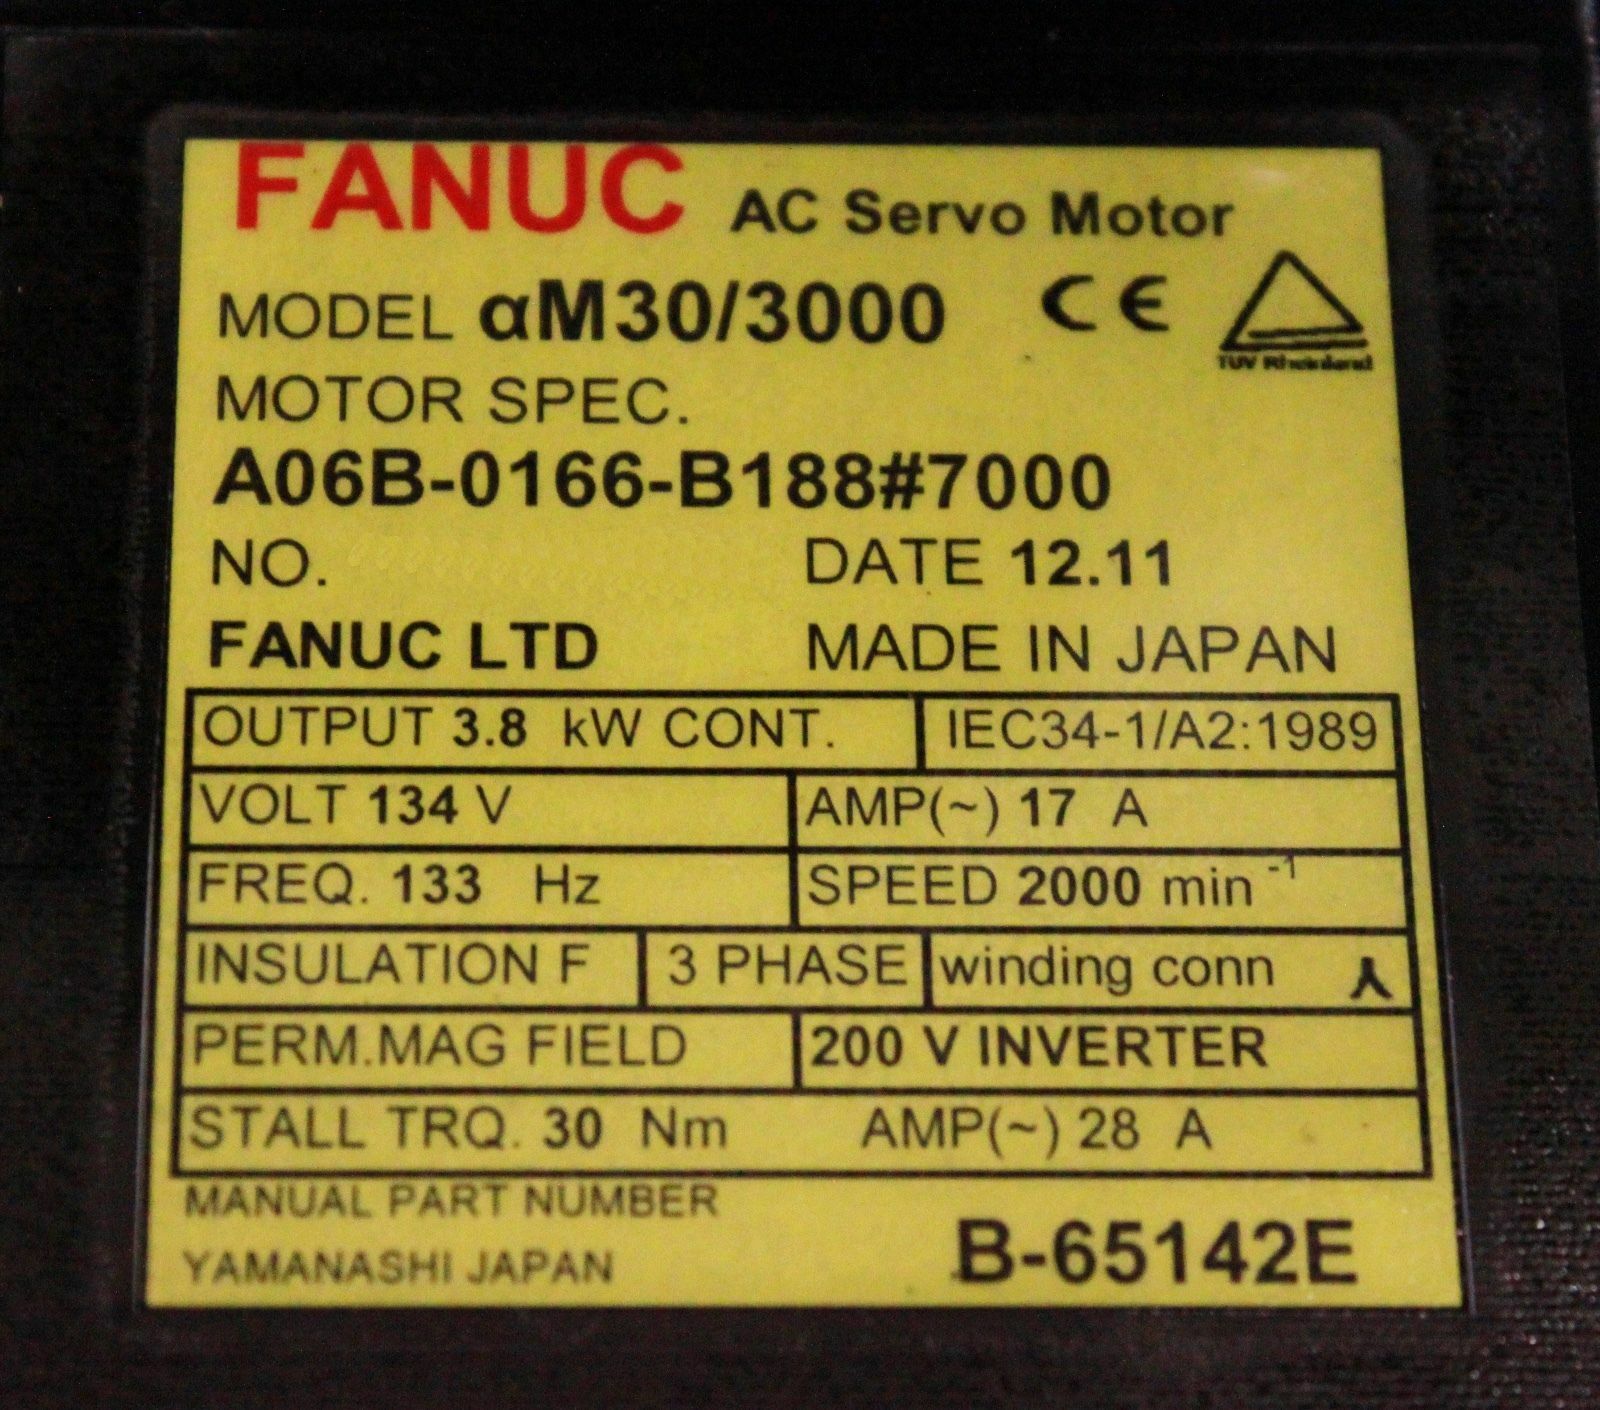 FANUC AC Servo Motor
MODEL αM30/3000 CE
TUV Rheinland
MOTOR SPEC.
A06B-0166-B188#7000
NO. DATE 12.11
FANUC LTD MADE IN JAPAN
OUTPUT 3.8 kW CONT. IEC34-1/A2:1989
VOLT 134 V AMP(~) 17 A
FREQ. 133 Hz SPEED 2000 min⁻¹
INSULATION F 3 PHASE winding conn
PERM.MAG FIELD 200 V INVERTER
STALL TRQ. 30 Nm AMP(~) 28 A
MANUAL PART NUMBER
YAMANASHI JAPAN B-65142E